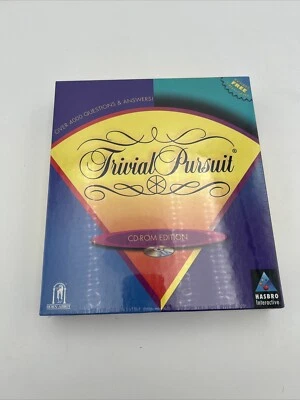 FREE
OVER 4000 QUESTIONS & ANSWERS!
Trivial Pursuit®
CD-ROM EDITION
HASBRO
Interactive